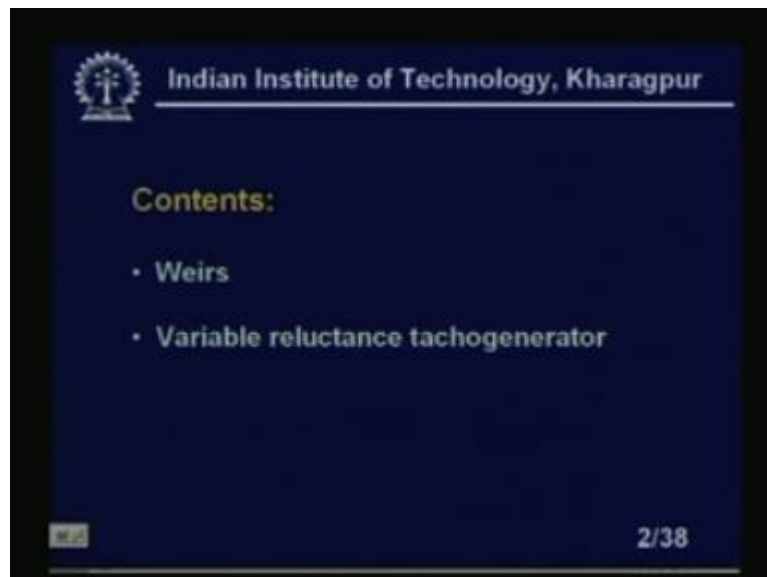 Indian Institute of Technology, Kharagpur
Contents:
• Weirs
• Variable reluctance tachogenerator
2/38